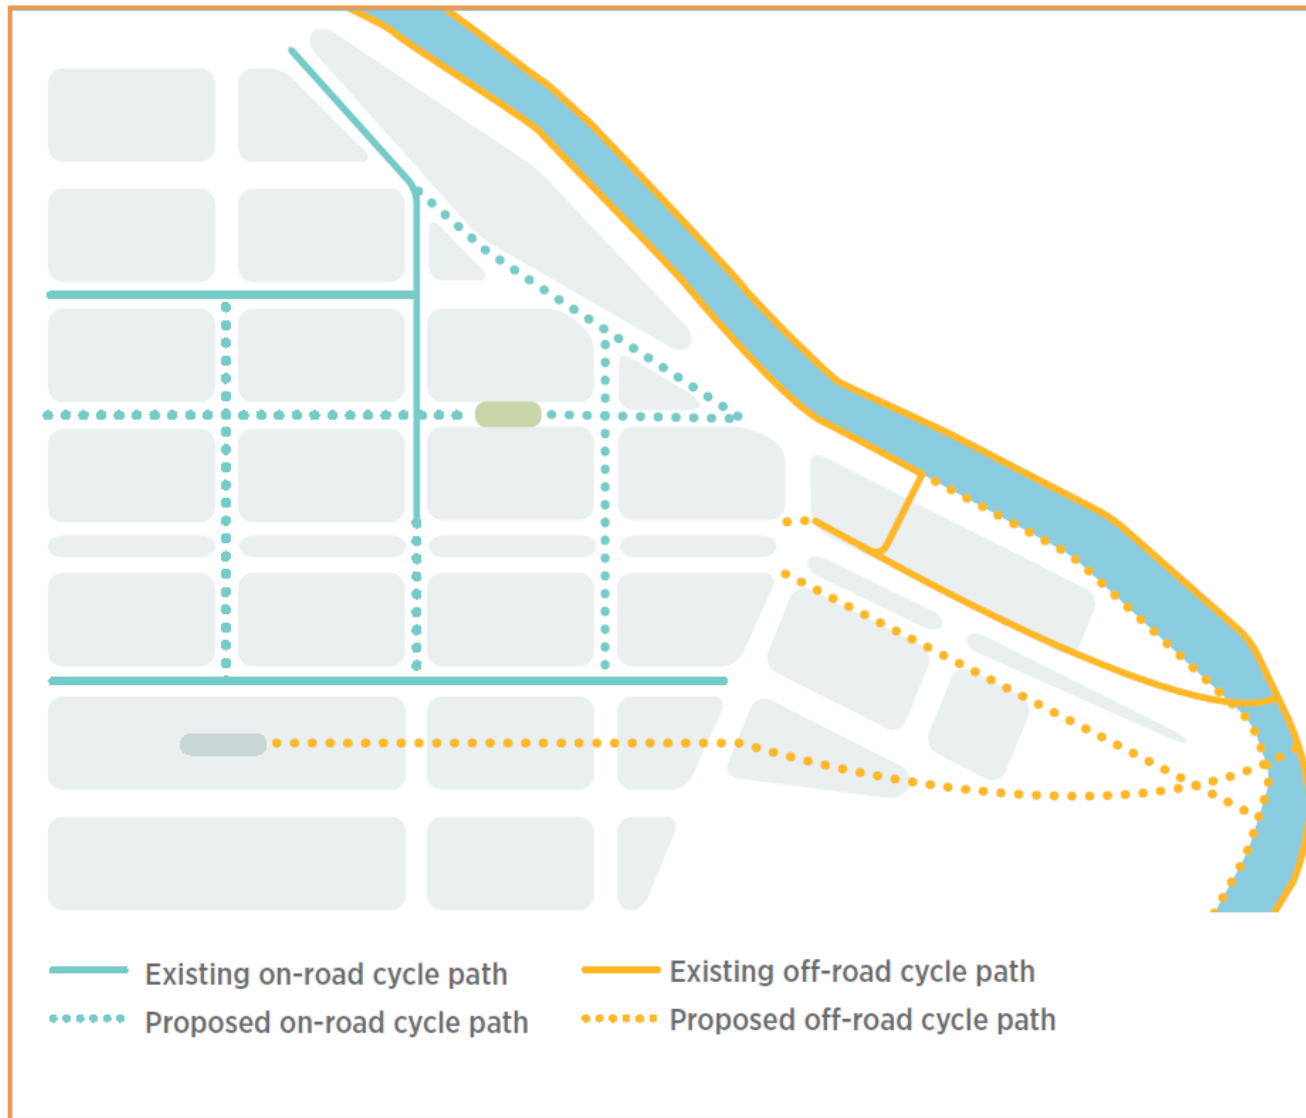 Existing on-road cycle path
Existing off-road cycle path
Proposed on-road cycle path
Proposed off-road cycle path